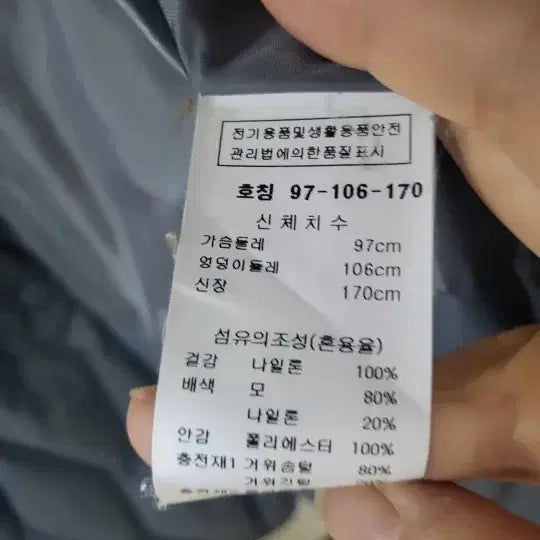 전기용품및생활용품안전
관리법에의한품질표시
호칭 97-106-170
신체치수
가슴둘레 97cm
엉덩이둘레 106cm
신장 170cm
섬유의조성(혼용율)
겉감 나일론 100%
배색 모 80%
나일론 20%
안감 폴리에스터 100%
충전재1 거위솜털 80%
거위깃털